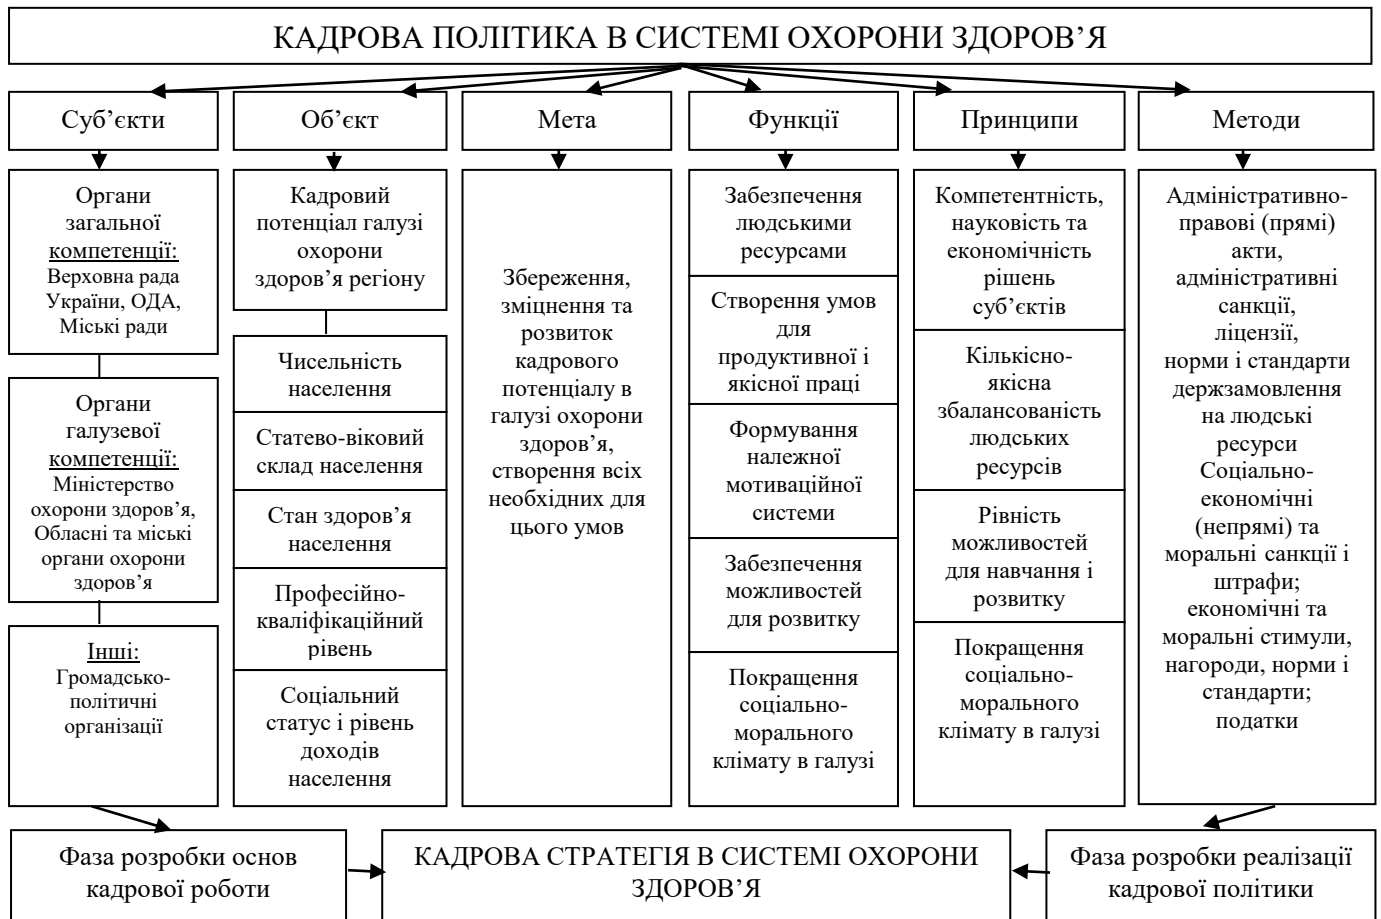 КАДРОВА ПОЛІТИКА В СИСТЕМІ ОХОРОНИ ЗДОРОВ’Я
Суб’єкти
Об’єкт
Мета
Функції
Принципи
Методи
Органи
загальної
компетенції:
Верховна рада
України, ОДА,
Міські ради
Органи
галузевої
компетенції:
Міністерство
охорони здоров’я,
Обласні та міські
органи охорони
здоров’я
Інші:
Громадсько-
політичні
організації
Кадровий
потенціал галузі
охорони
здоров’я регіону
Чисельність
населення
Статево-віковий
склад населення
Стан здоров’я
населення
Професійно-
кваліфікаційний
рівень
Соціальний
статус і рівень
доходів
населення
Збереження,
зміцнення та
розвиток
кадрового
потенціалу в
галузі охорони
здоров’я,
створення всіх
необхідних для
цього умов
Забезпечення
людськими
ресурсами
Створення умов
для
продуктивної і
якісної праці
Формування
належної
мотиваційної
системи
Забезпечення
можливостей
для розвитку
Покращення
соціально-
морального
клімату в галузі
Компетентність,
науковість та
економічність
рішень
суб’єктів
Кількісно-
якісна
збалансованість
людських
ресурсів
Рівність
можливостей
для навчання і
розвитку
Покращення
соціально-
морального
клімату в галузі
Адміністративно-
правові (прямі)
акти,
адміністративні
санкції,
ліцензії,
норми і стандарти
держзамовлення
на людські
ресурси
Соціально-
економічні
(непрямі) та
моральні санкції і
штрафи;
економічні та
моральні стимули,
нагороди, норми і
стандарти;
податки
Фаза розробки основ
кадрової роботи
КАДРОВА СТРАТЕГІЯ В СИСТЕМІ ОХОРОНИ
ЗДОРОВ’Я
Фаза розробки реалізації
кадрової політики